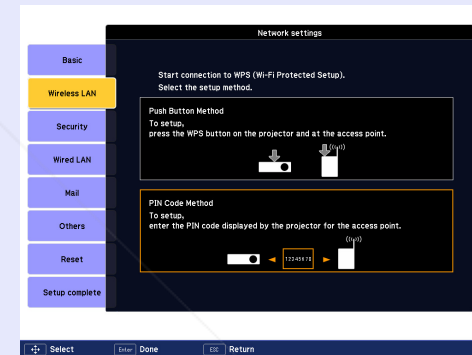 Network settings
Basic
Wireless LAN
Security
Wired LAN
Mail
Others
Reset
Setup complete
Start connection to WPS (Wi-Fi Protected Setup).
Select the setup method.
Push Button Method
To setup,
press the WPS button on the projector and at the access point.
PIN Code Method
To setup,
enter the PIN code displayed by the projector for the access point.
12345678
Select Enter Done ESC Return